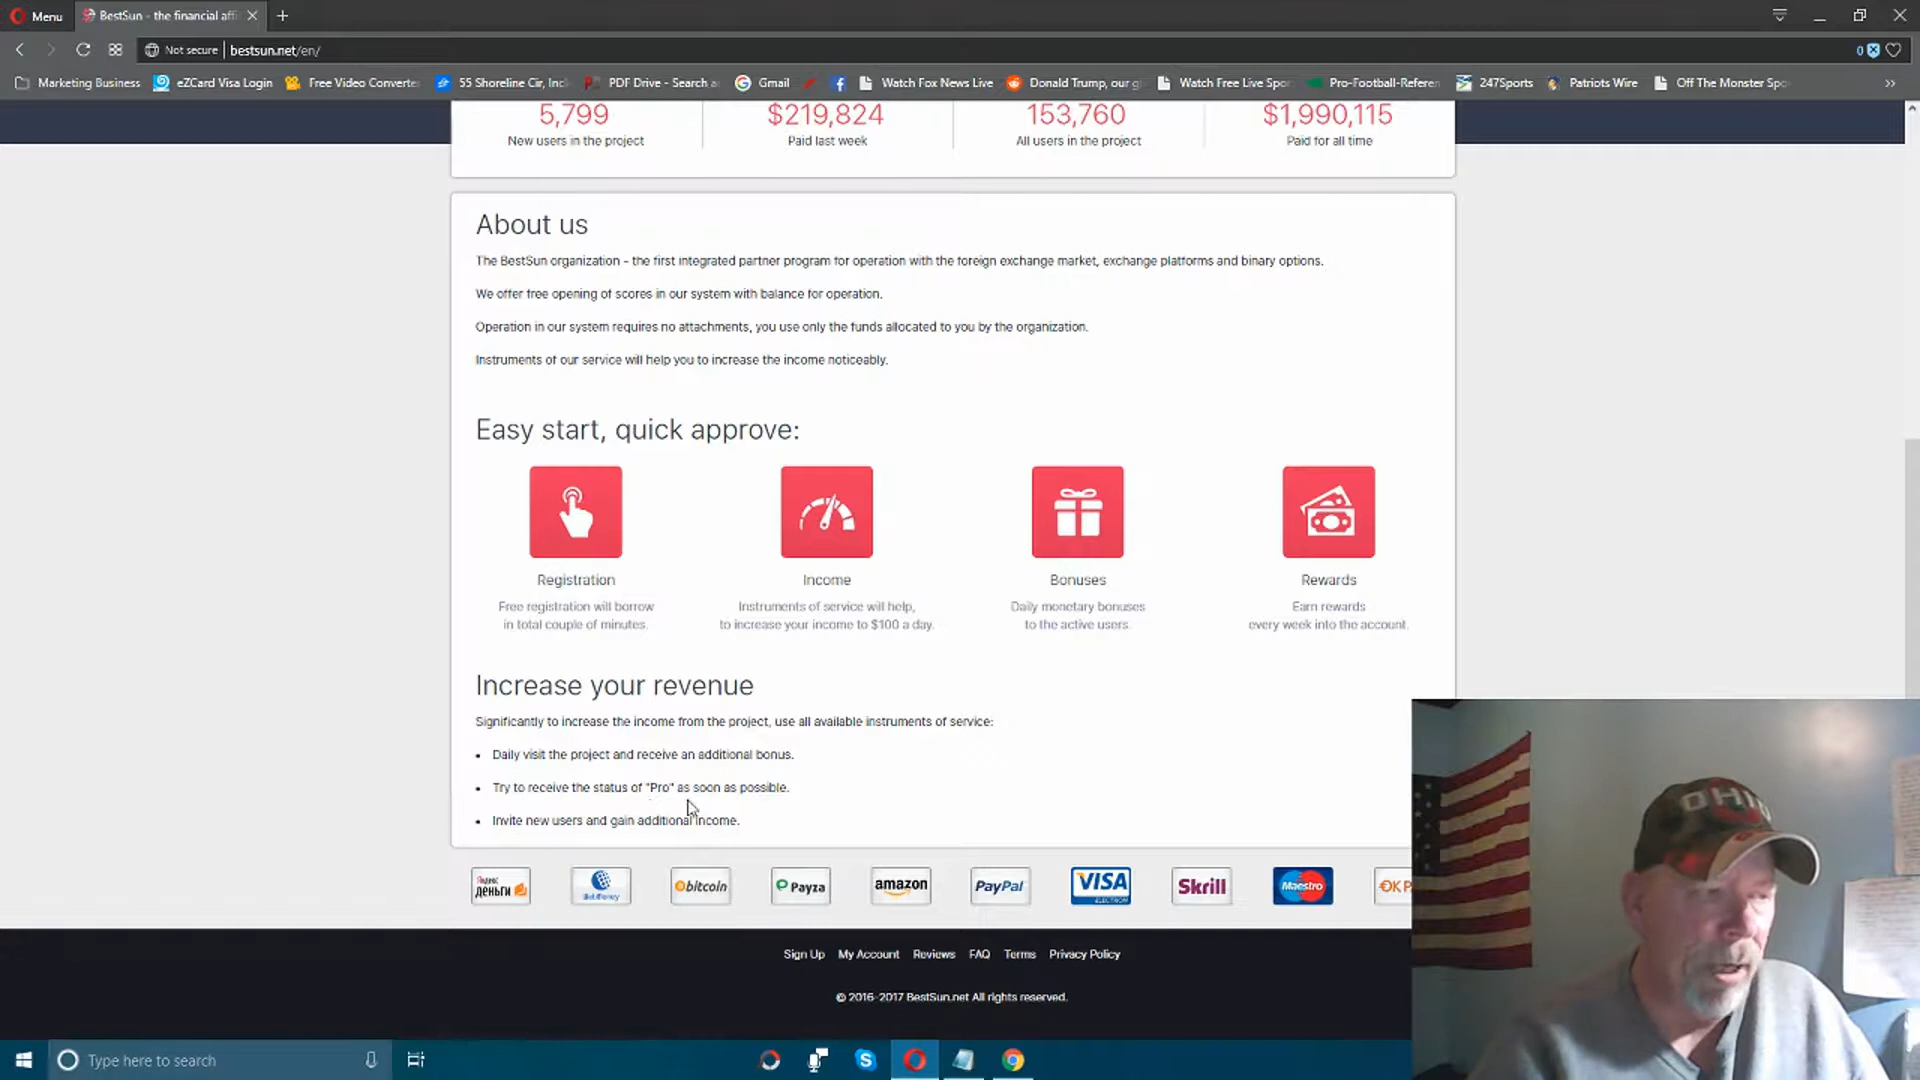 Menu
BestSun - the financial affi
Not secure
bestsun.net/en/
0
Marketing Business
eZCard Visa Login
Free Video Converte
55 Shoreline Cir, Incl
PDF Drive - Search a
Gmail
Watch Fox News Live
Donald Trump, our g
Watch Free Live Spor
Pro-Football-Referen
247Sports
Patriots Wire
Off The Monster Spo
5,799
$219,824
153,760
$1,990,115
New users in the project
Paid last week
All users in the project
Paid for all time
About us
The BestSun organization - the first integrated partner program for operation with the foreign exchange market, exchange platforms and binary options.
We offer free opening of scores in our system with balance for operation.
Operation in our system requires no attachments, you use only the funds allocated to you by the organization.
Instruments of our service will help you to increase the income noticeably.
Easy start, quick approve:
Registration
Free registration will borrow
in total couple of minutes.
Income
Instruments of service will help,
to increase your income to $100 a day.
Bonuses
Daily monetary bonuses
to the active users.
Rewards
Earn rewards
every week into the account.
Increase your revenue
Significantly to increase the income from the project, use all available instruments of service:
• Daily visit the project and receive an additional bonus.
• Try to receive the status of "Pro" as soon as possible.
• Invite new users and gain additional income.
Яндекс
деньги
WebMoney
bitcoin
Payza
amazon
PayPal
VISA
ELECTRON
Skrill
Maestro
OKP
OHIO
Sign Up
My Account
Reviews
FAQ
Terms
Privacy Policy
© 2016-2017 BestSun.net All rights reserved.
Type here to search